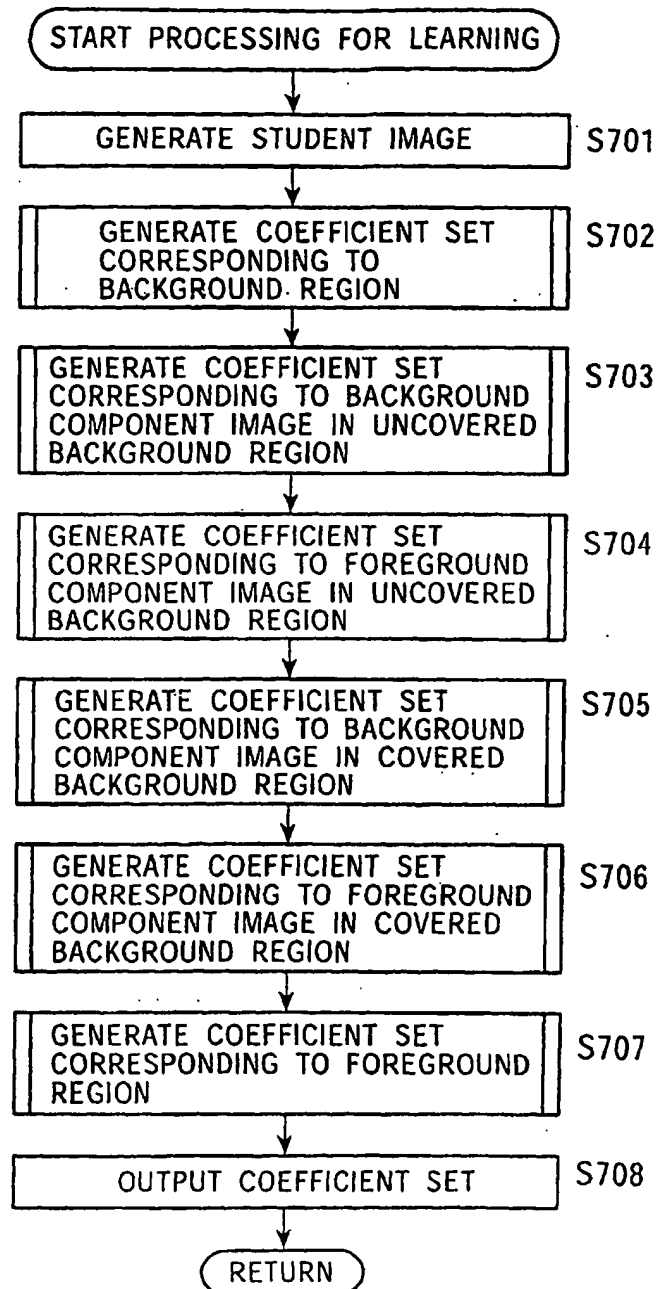 START PROCESSING FOR LEARNING
GENERATE STUDENT IMAGE
S701
GENERATE COEFFICIENT SET
CORRESPONDING TO
BACKGROUND REGION
S702
GENERATE COEFFICIENT SET
CORRESPONDING TO BACKGROUND
COMPONENT IMAGE IN UNCOVERED
BACKGROUND REGION
S703
GENERATE COEFFICIENT SET
CORRESPONDING TO FOREGROUND
COMPONENT IMAGE IN UNCOVERED
BACKGROUND REGION
S704
GENERATE COEFFICIENT SET
CORRESPONDING TO BACKGROUND
COMPONENT IMAGE IN COVERED
BACKGROUND REGION
S705
GENERATE COEFFICIENT SET
CORRESPONDING TO FOREGROUND
COMPONENT IMAGE IN COVERED
BACKGROUND REGION
S706
GENERATE COEFFICIENT SET
CORRESPONDING TO FOREGROUND
REGION
S707
OUTPUT COEFFICIENT SET
S708
RETURN